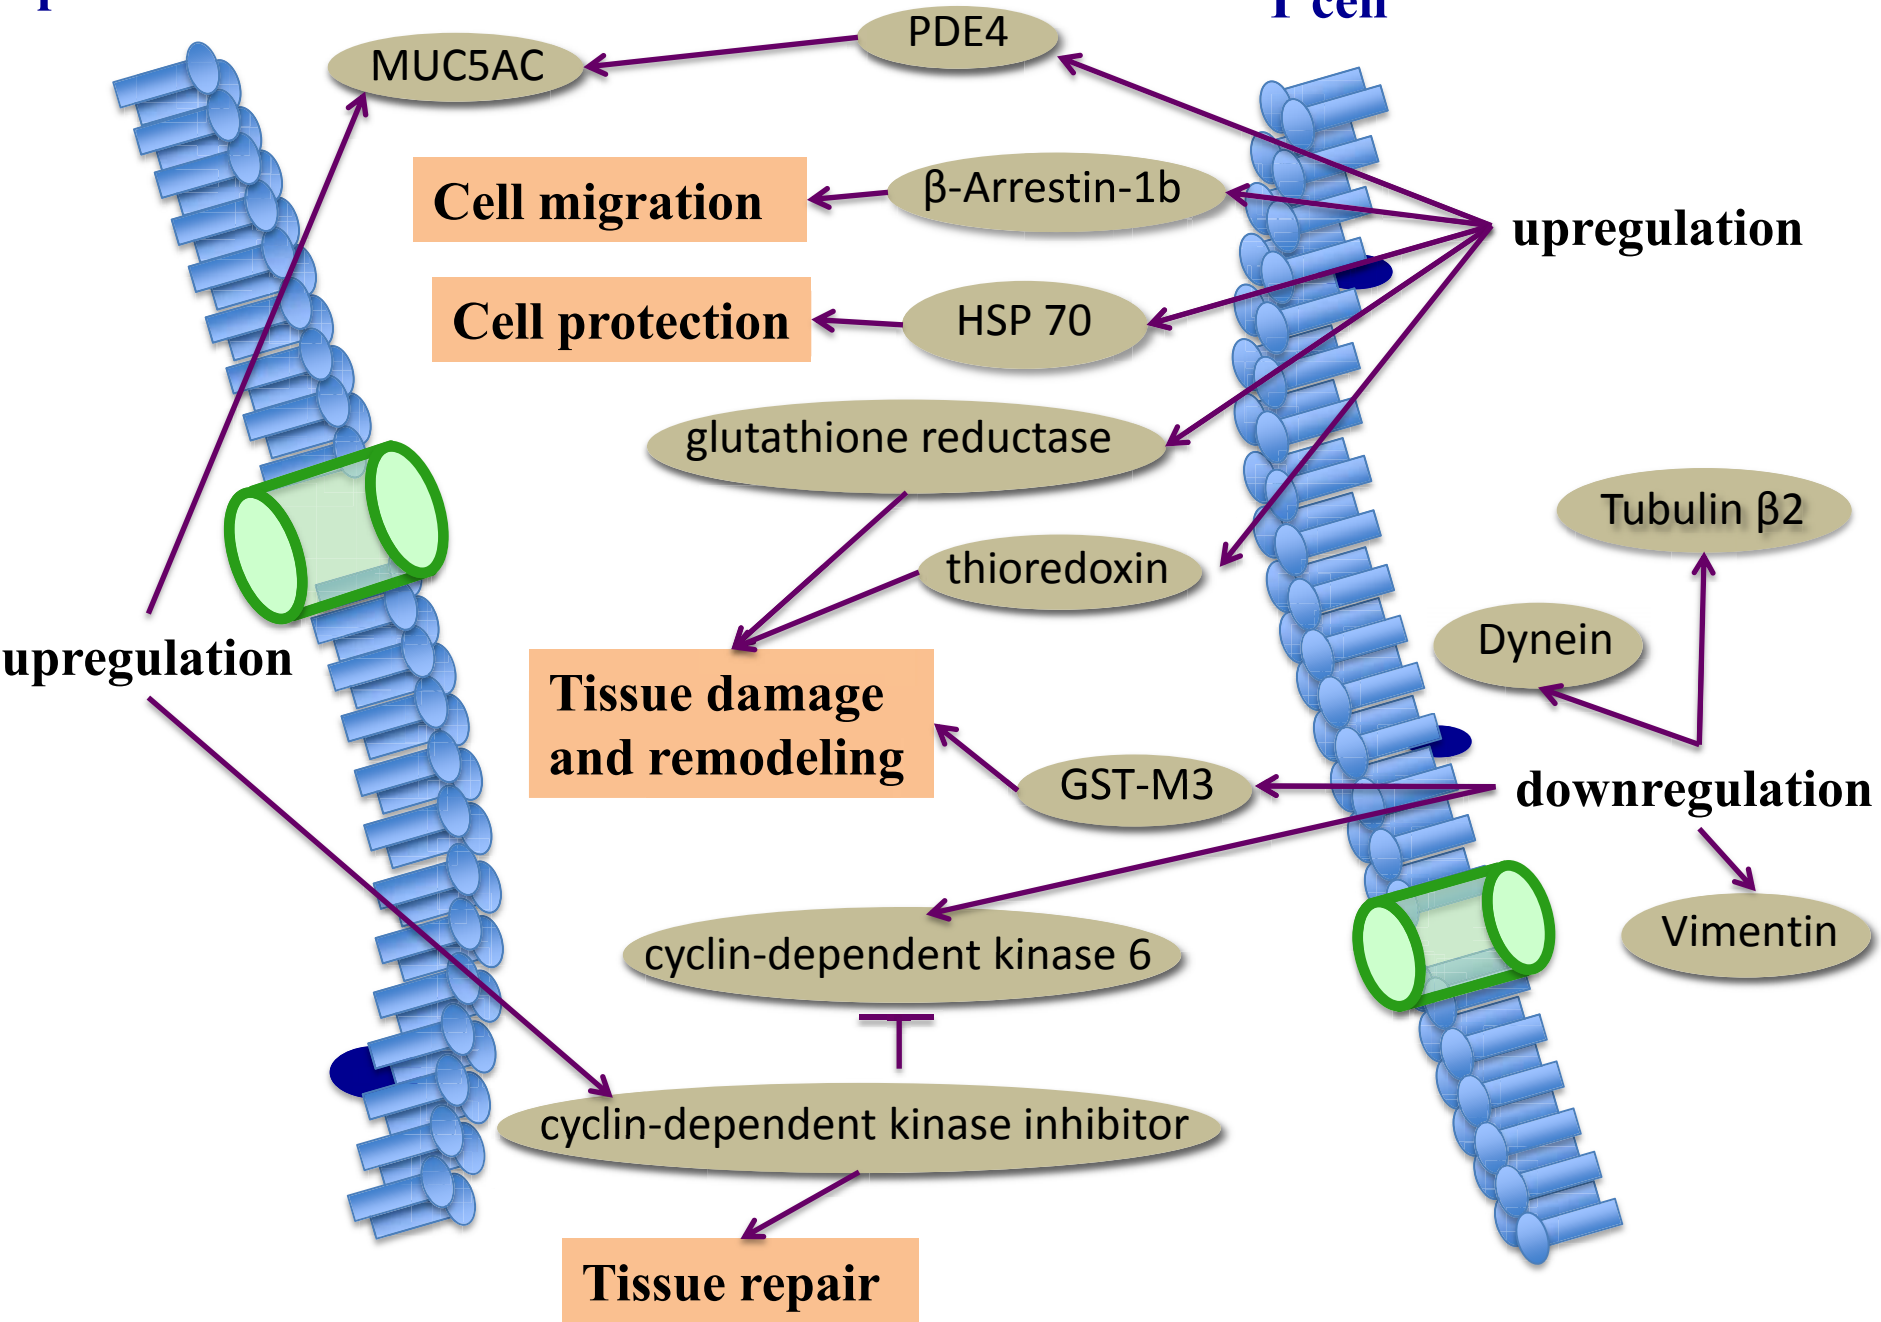 T cell
PDE4
MUC5AC
β-Arrestin-1b
Cell migration
upregulation
HSP 70
Cell protection
glutathione reductase
Tubulin β2
thioredoxin
Dynein
upregulation
Tissue damage
and remodeling
GST-M3
downregulation
Vimentin
cyclin-dependent kinase 6
cyclin-dependent kinase inhibitor
Tissue repair